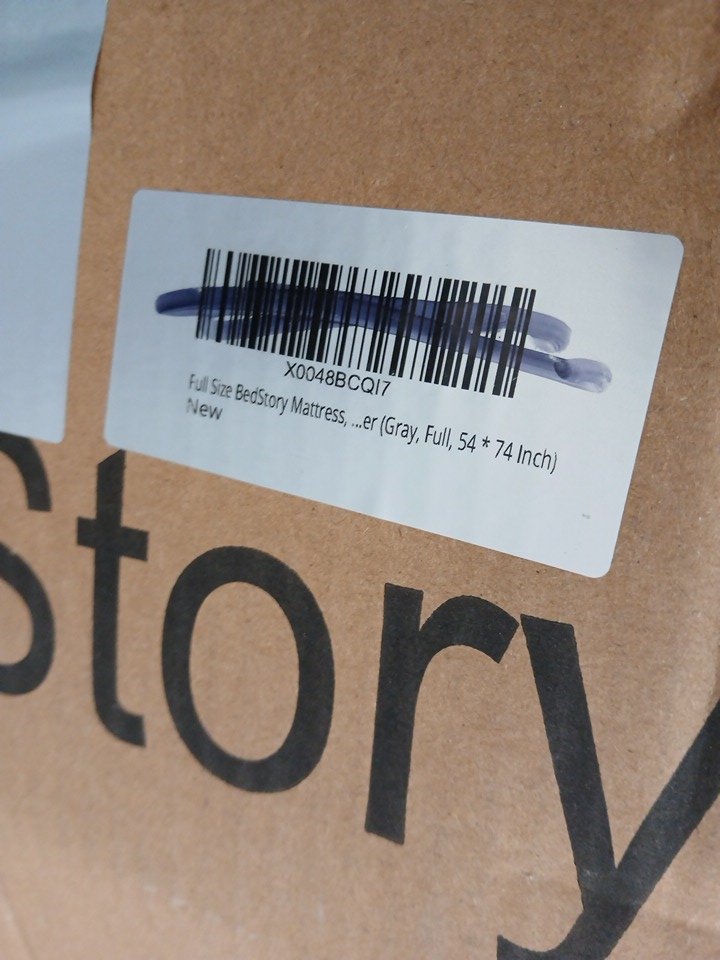 X0048BCQI7
Full Size BedStory Mattress, ...er (Gray, Full, 54 * 74 Inch)
New
Story